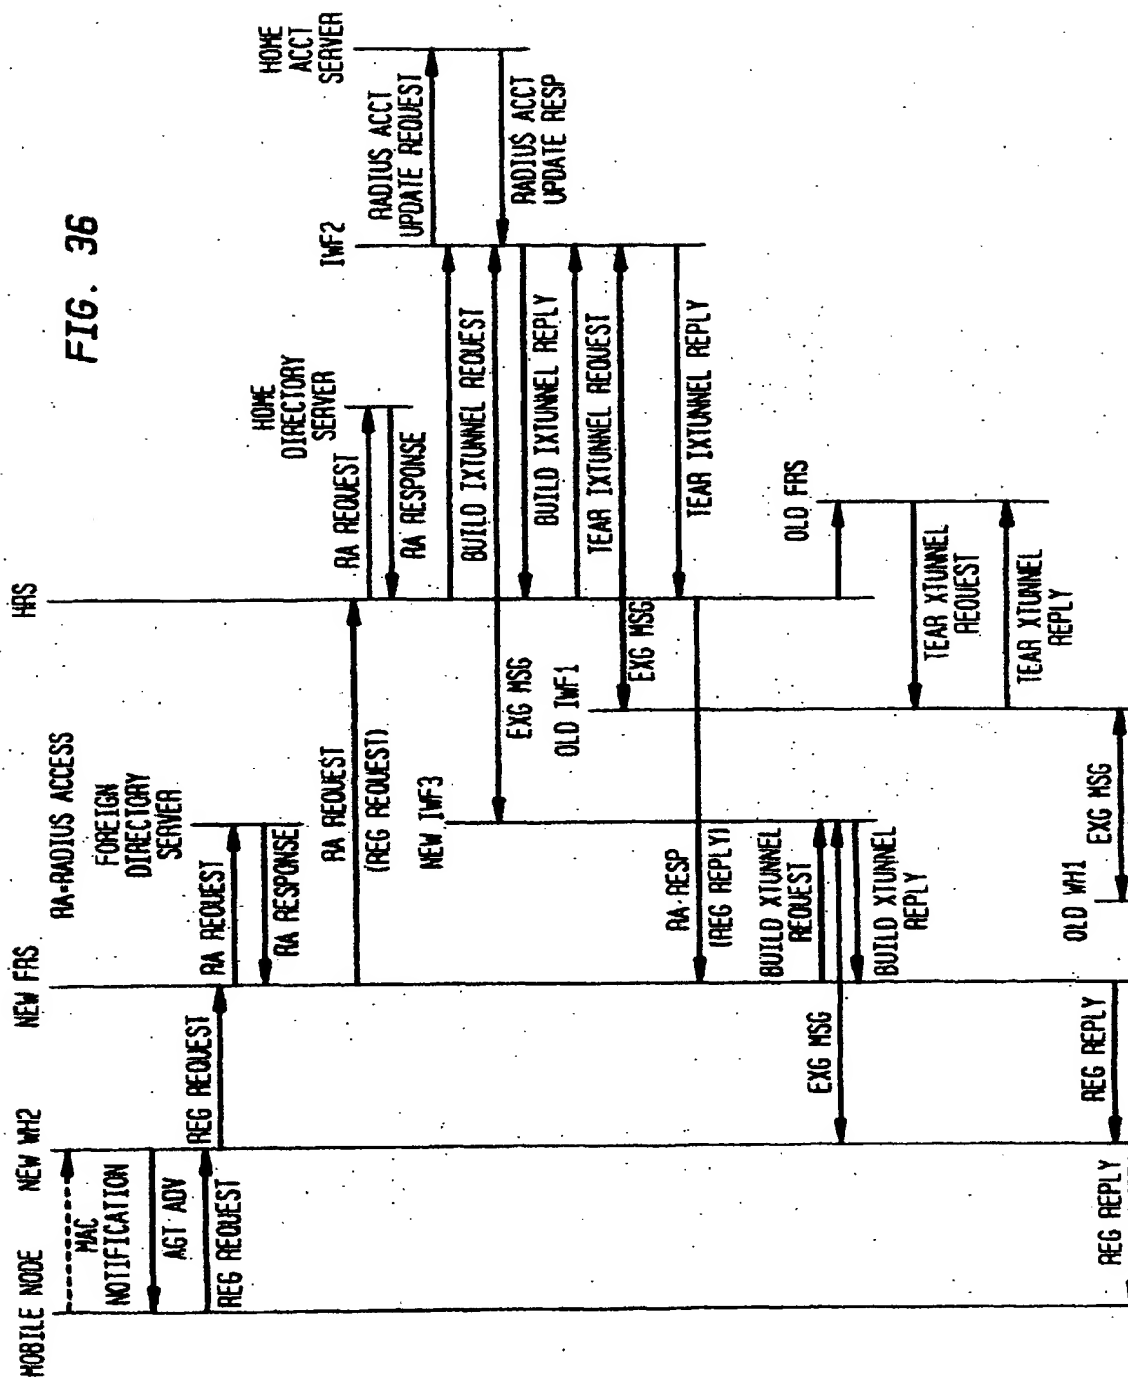 FIG. 36
MOBILE NODE
NEW WH2
NEW FRS
RA=RADIUS ACCESS
HRS
FOREIGN
DIRECTORY
SERVER
HOME
DIRECTORY
SERVER
IWF2
HOME
ACCT
SERVER
MAC
NOTIFICATION
AGT ADV
REG REQUEST
REG REQUEST
RA REQUEST
RA RESPONSE
RA REQUEST
(REG REQUEST)
RA REQUEST
RA RESPONSE
RADIUS ACCT
UPDATE REQUEST
RADIUS ACCT
UPDATE RESP
BUILD IXTUNNEL REQUEST
NEW IWF3
EXG MSG
BUILD IXTUNNEL REPLY
TEAR IXTUNNEL REQUEST
OLD IWF1
EXG MSG
TEAR IXTUNNEL REPLY
RA-RESP
(REG REPLY)
BUILD XTUNNEL
REQUEST
EXG MSG
BUILD XTUNNEL
REPLY
OLD FRS
TEAR XTUNNEL
REQUEST
TEAR XTUNNEL
REPLY
OLD WH1
EXG MSG
REG REPLY
REG REPLY